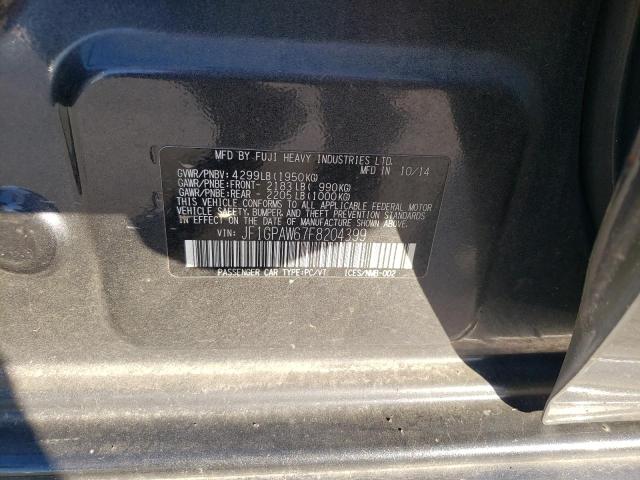 MFD BY FUJI HEAVY INDUSTRIES LTD.
GVWR/PNBV: 4299LB(1950KG) MFD IN 10/14
GAWR/PNBE:FRONT- 2183LB( 990KG)
GAWR/PNBE:REAR - 2205LB(1000KG)
THIS VEHICLE CONFORMS TO ALL APPLICABLE FEDERAL MOTOR
VEHICLE SAFETY, BUMPER, AND THEFT PREVENTION STANDARDS
IN EFFECT ON THE DATE OF MANUFACTURE SHOWN ABOVE.
VIN: JF1GPAW67F8204399
PASSENGER CAR TYPE:PC/VT ICES/NMB-002